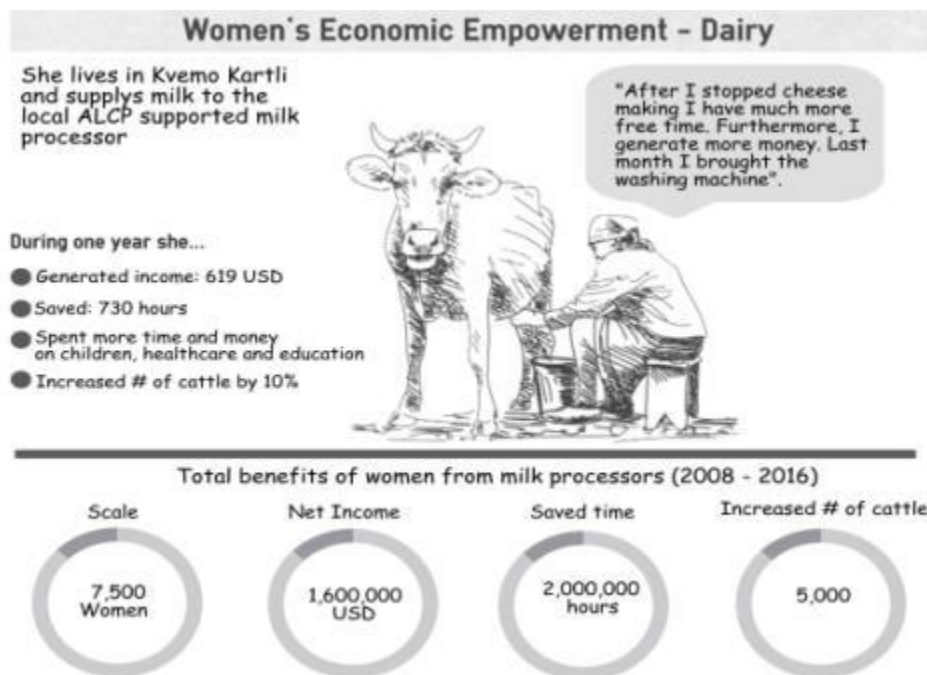 Women's Economic Empowerment - Dairy
She lives in Kvemo Kartli
and supplys milk to the
local ALCP supported milk
processor
"After I stopped cheese
making I have much more
free time. Furthermore, I
generate more money. Last
month I brought the
washing machine".
During one year she...
Generated income: 619 USD
Saved: 730 hours
Spent more time and money
on children, healthcare and education
Increased # of cattle by 10%
Total benefits of women from milk processors (2008 - 2016)
Scale
7,500
Women
Net Income
1,600,000
USD
Saved time
2,000,000
hours
Increased # of cattle
5,000